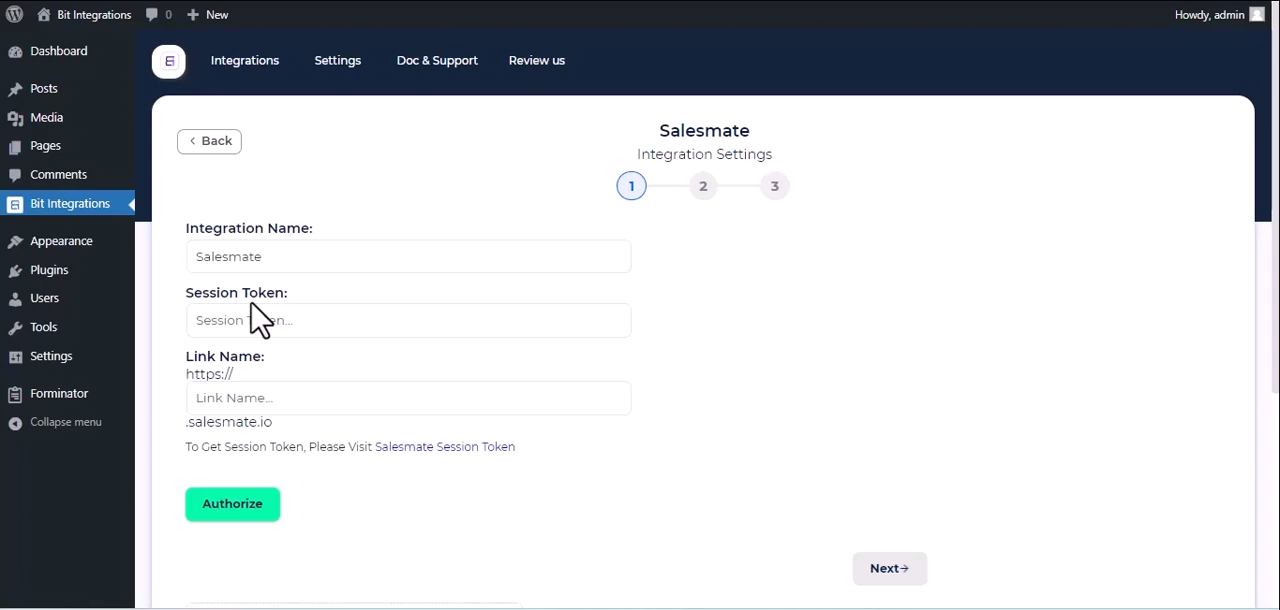 Bit Integrations 0 New Howdy, admin
Dashboard
Posts
Media
Pages
Comments
Bit Integrations
Appearance
Plugins
Users
Tools
Settings
Forminator
Collapse menu
Integrations Settings Doc & Support Review us
Back
Salesmate
Integration Settings
1 2 3
Integration Name:
Salesmate
Session Token:
Session
Link Name:
https://
Link Name...
.salesmate.io
To Get Session Token, Please Visit Salesmate Session Token
Authorize
Next→